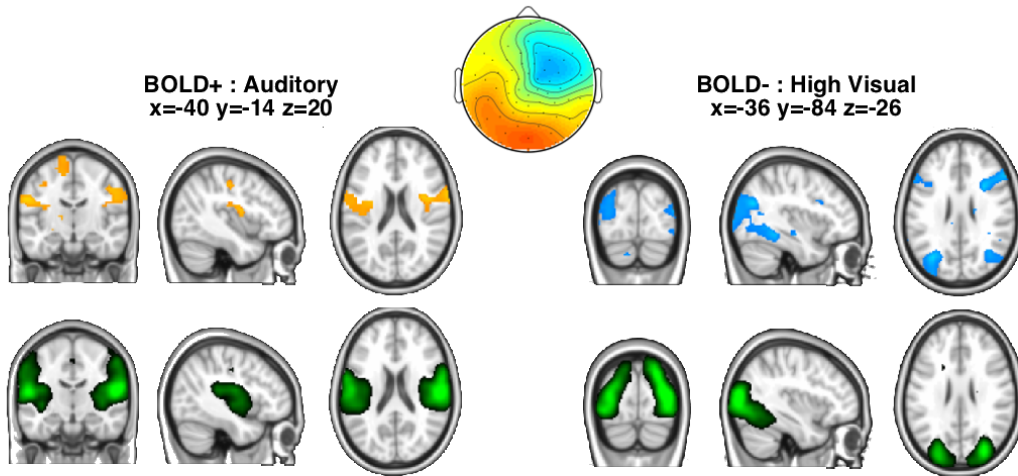 BOLD+ : Auditory
x=-40 y=-14 z=20
BOLD- : High Visual
x=-36 y=-84 z=-26